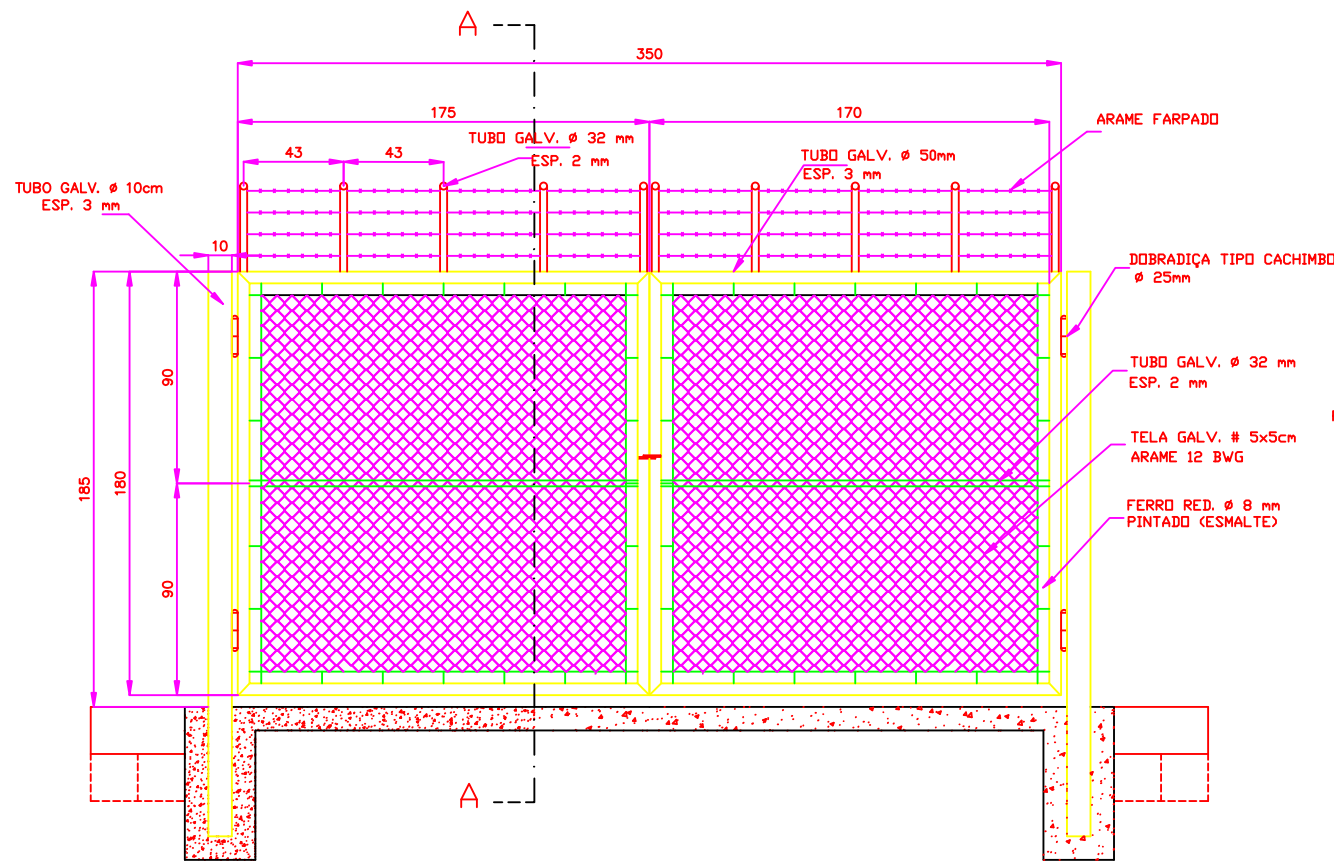 A
350
175
170
ARAME FARPADO
TUBO GALV. ø 32 mm
ESP. 2 mm
43
43
TUBO GALV. ø 50mm
ESP. 3 mm
TUBO GALV. ø 10cm
ESP. 3 mm
10
DOBRADIÇA TIPO CACHIMBO
ø 25mm
90
TUBO GALV. ø 32 mm
ESP. 2 mm
TELA GALV. # 5x5cm
ARAME 12 BWG
185
180
FERRO RED. ø 8 mm
PINTADO (ESMALTE)
90
A